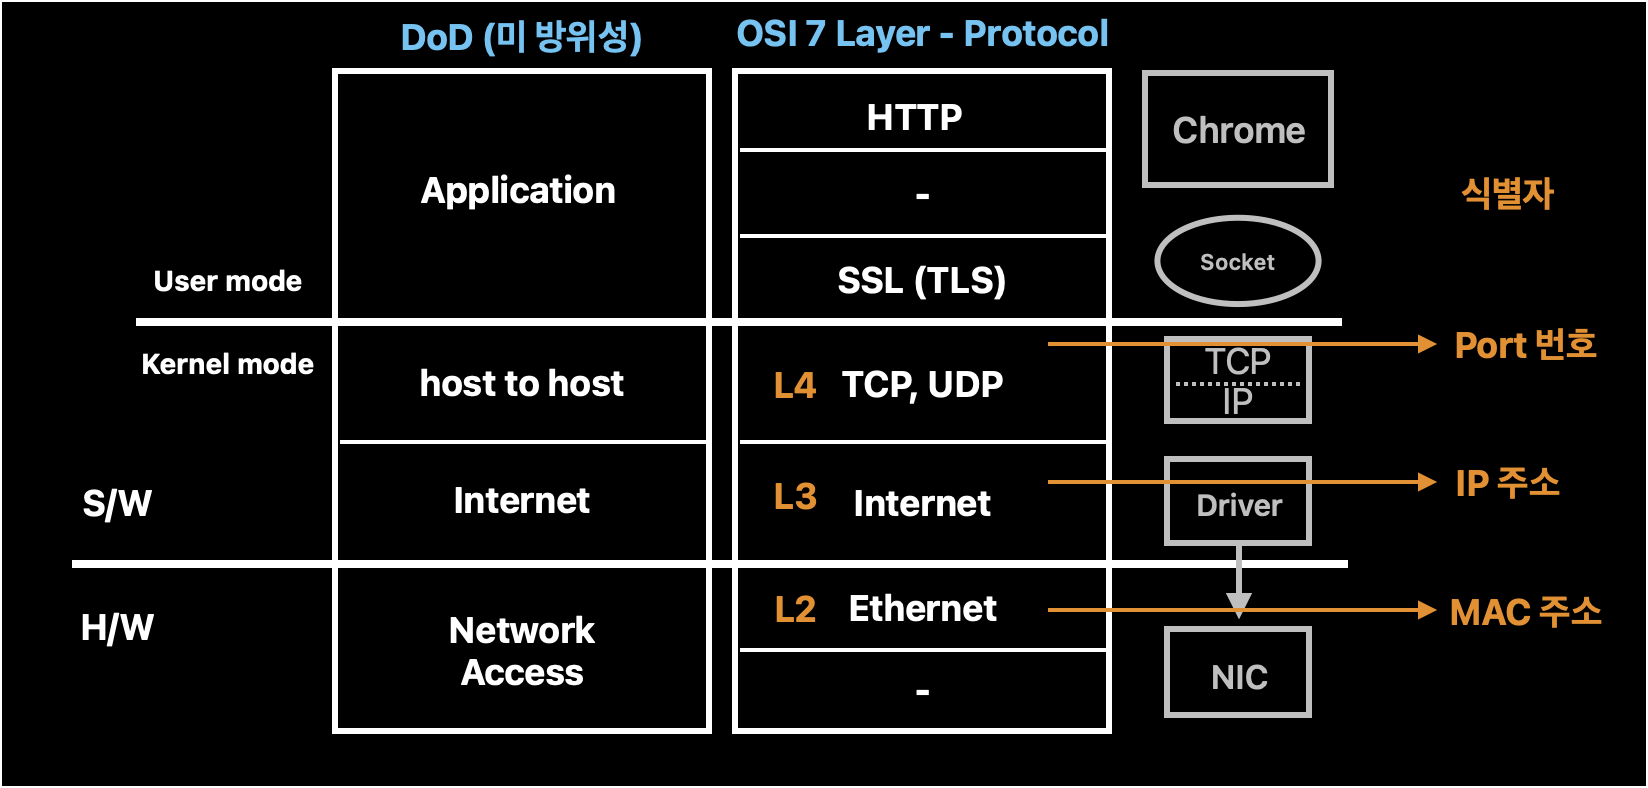 DoD (미 방위성)
OSI 7 Layer - Protocol
HTTP
Chrome
Application
-
식별자
Socket
User mode
SSL (TLS)
Kernel mode
host to host
L4 TCP, UDP
TCP
IP
Port 번호
S/W
Internet
L3 Internet
Driver
IP 주소
H/W
Network
Access
L2 Ethernet
MAC 주소
-
NIC